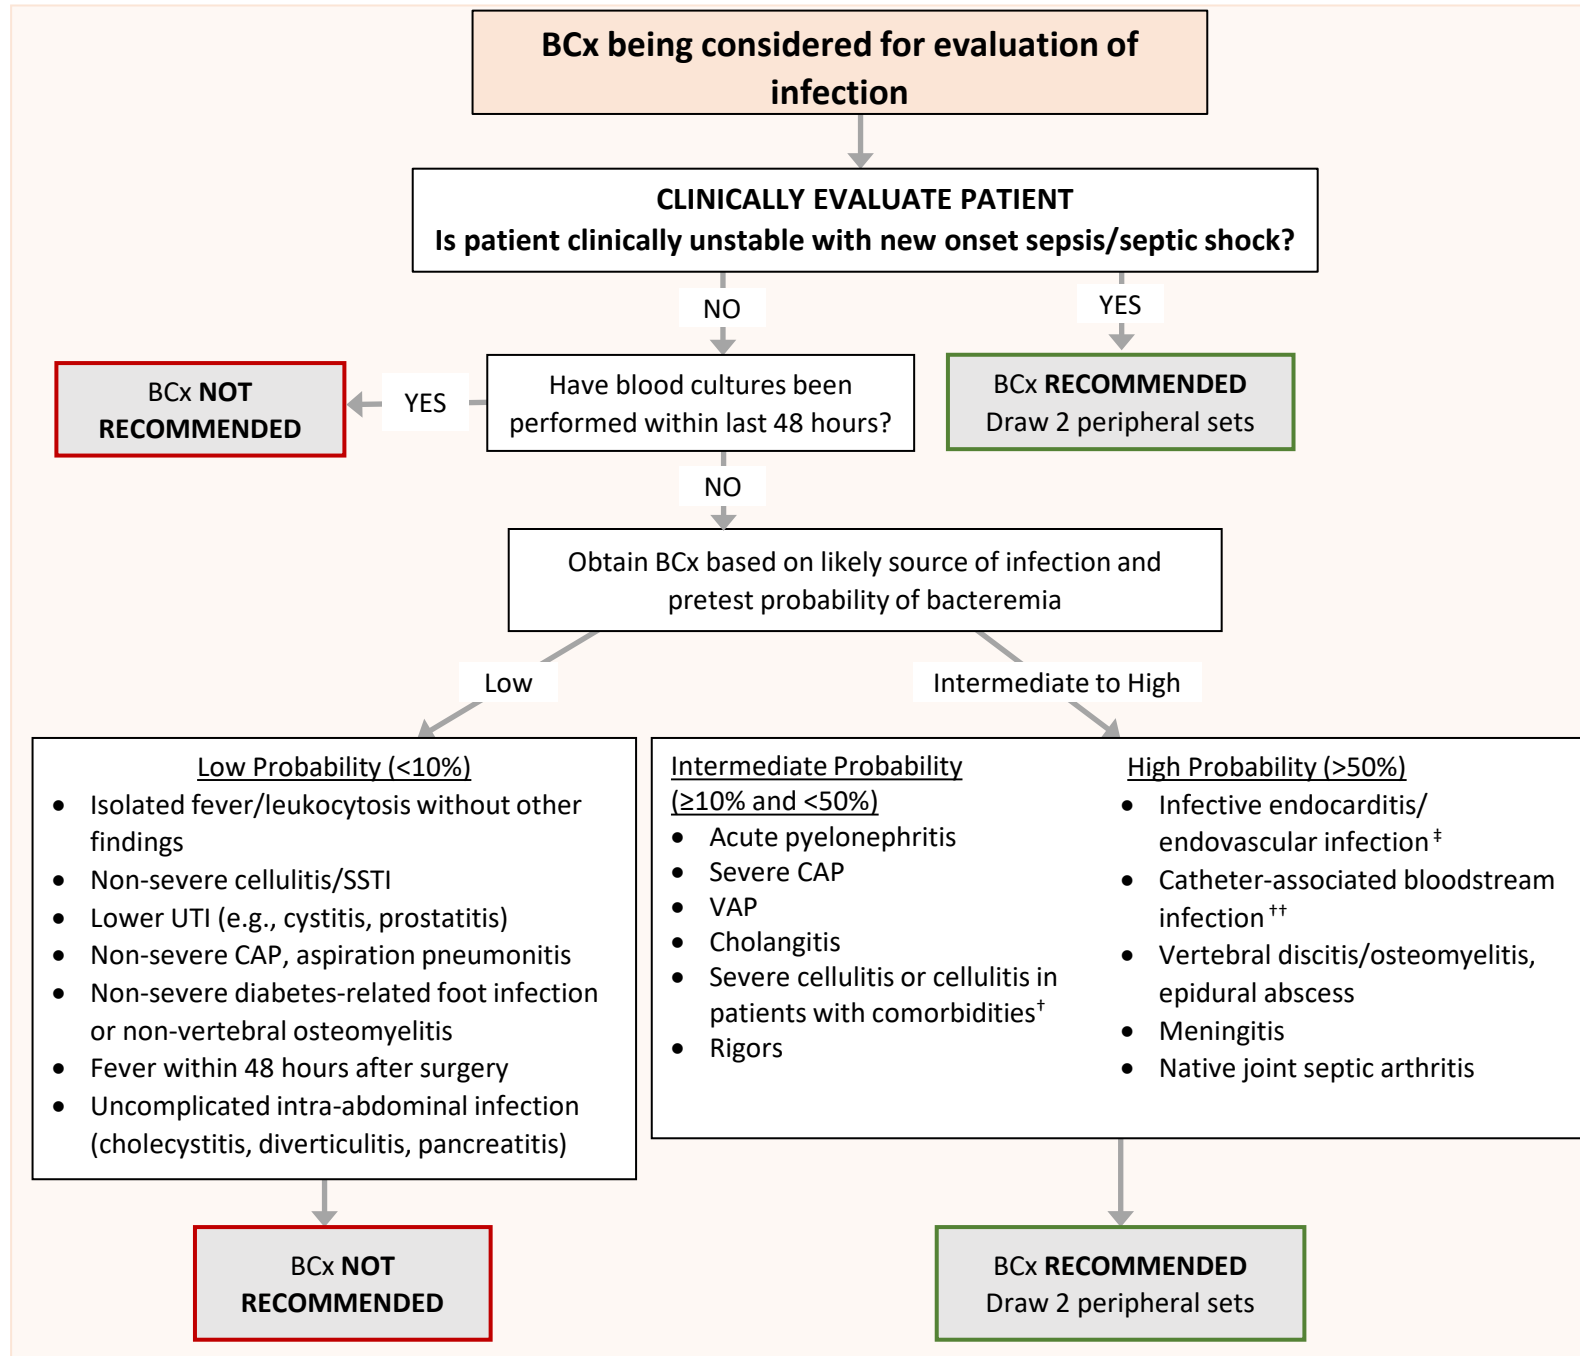 BCx being considered for evaluation of
infection
CLINICALLY EVALUATE PATIENT
Is patient clinically unstable with new onset sepsis/septic shock?
NO
YES
BCx NOT
RECOMMENDED
YES
Have blood cultures been
performed within last 48 hours?
BCx RECOMMENDED
Draw 2 peripheral sets
NO
Obtain BCx based on likely source of infection and
pretest probability of bacteremia
Low
Intermediate to High
Low Probability (<10%)
• Isolated fever/leukocytosis without other
findings
• Non-severe cellulitis/SSTI
• Lower UTI (e.g., cystitis, prostatitis)
• Non-severe CAP, aspiration pneumonitis
• Non-severe diabetes-related foot infection
or non-vertebral osteomyelitis
• Fever within 48 hours after surgery
• Uncomplicated intra-abdominal infection
(cholecystitis, diverticulitis, pancreatitis)
Intermediate Probability
(≥10% and <50%)
• Acute pyelonephritis
• Severe CAP
• VAP
• Cholangitis
• Severe cellulitis or cellulitis in
patients with comorbidities†
• Rigors
High Probability (>50%)
• Infective endocarditis/
endovascular infection ‡
• Catheter-associated bloodstream
infection ††
• Vertebral discitis/osteomyelitis,
epidural abscess
• Meningitis
• Native joint septic arthritis
BCx NOT
RECOMMENDED
BCx RECOMMENDED
Draw 2 peripheral sets